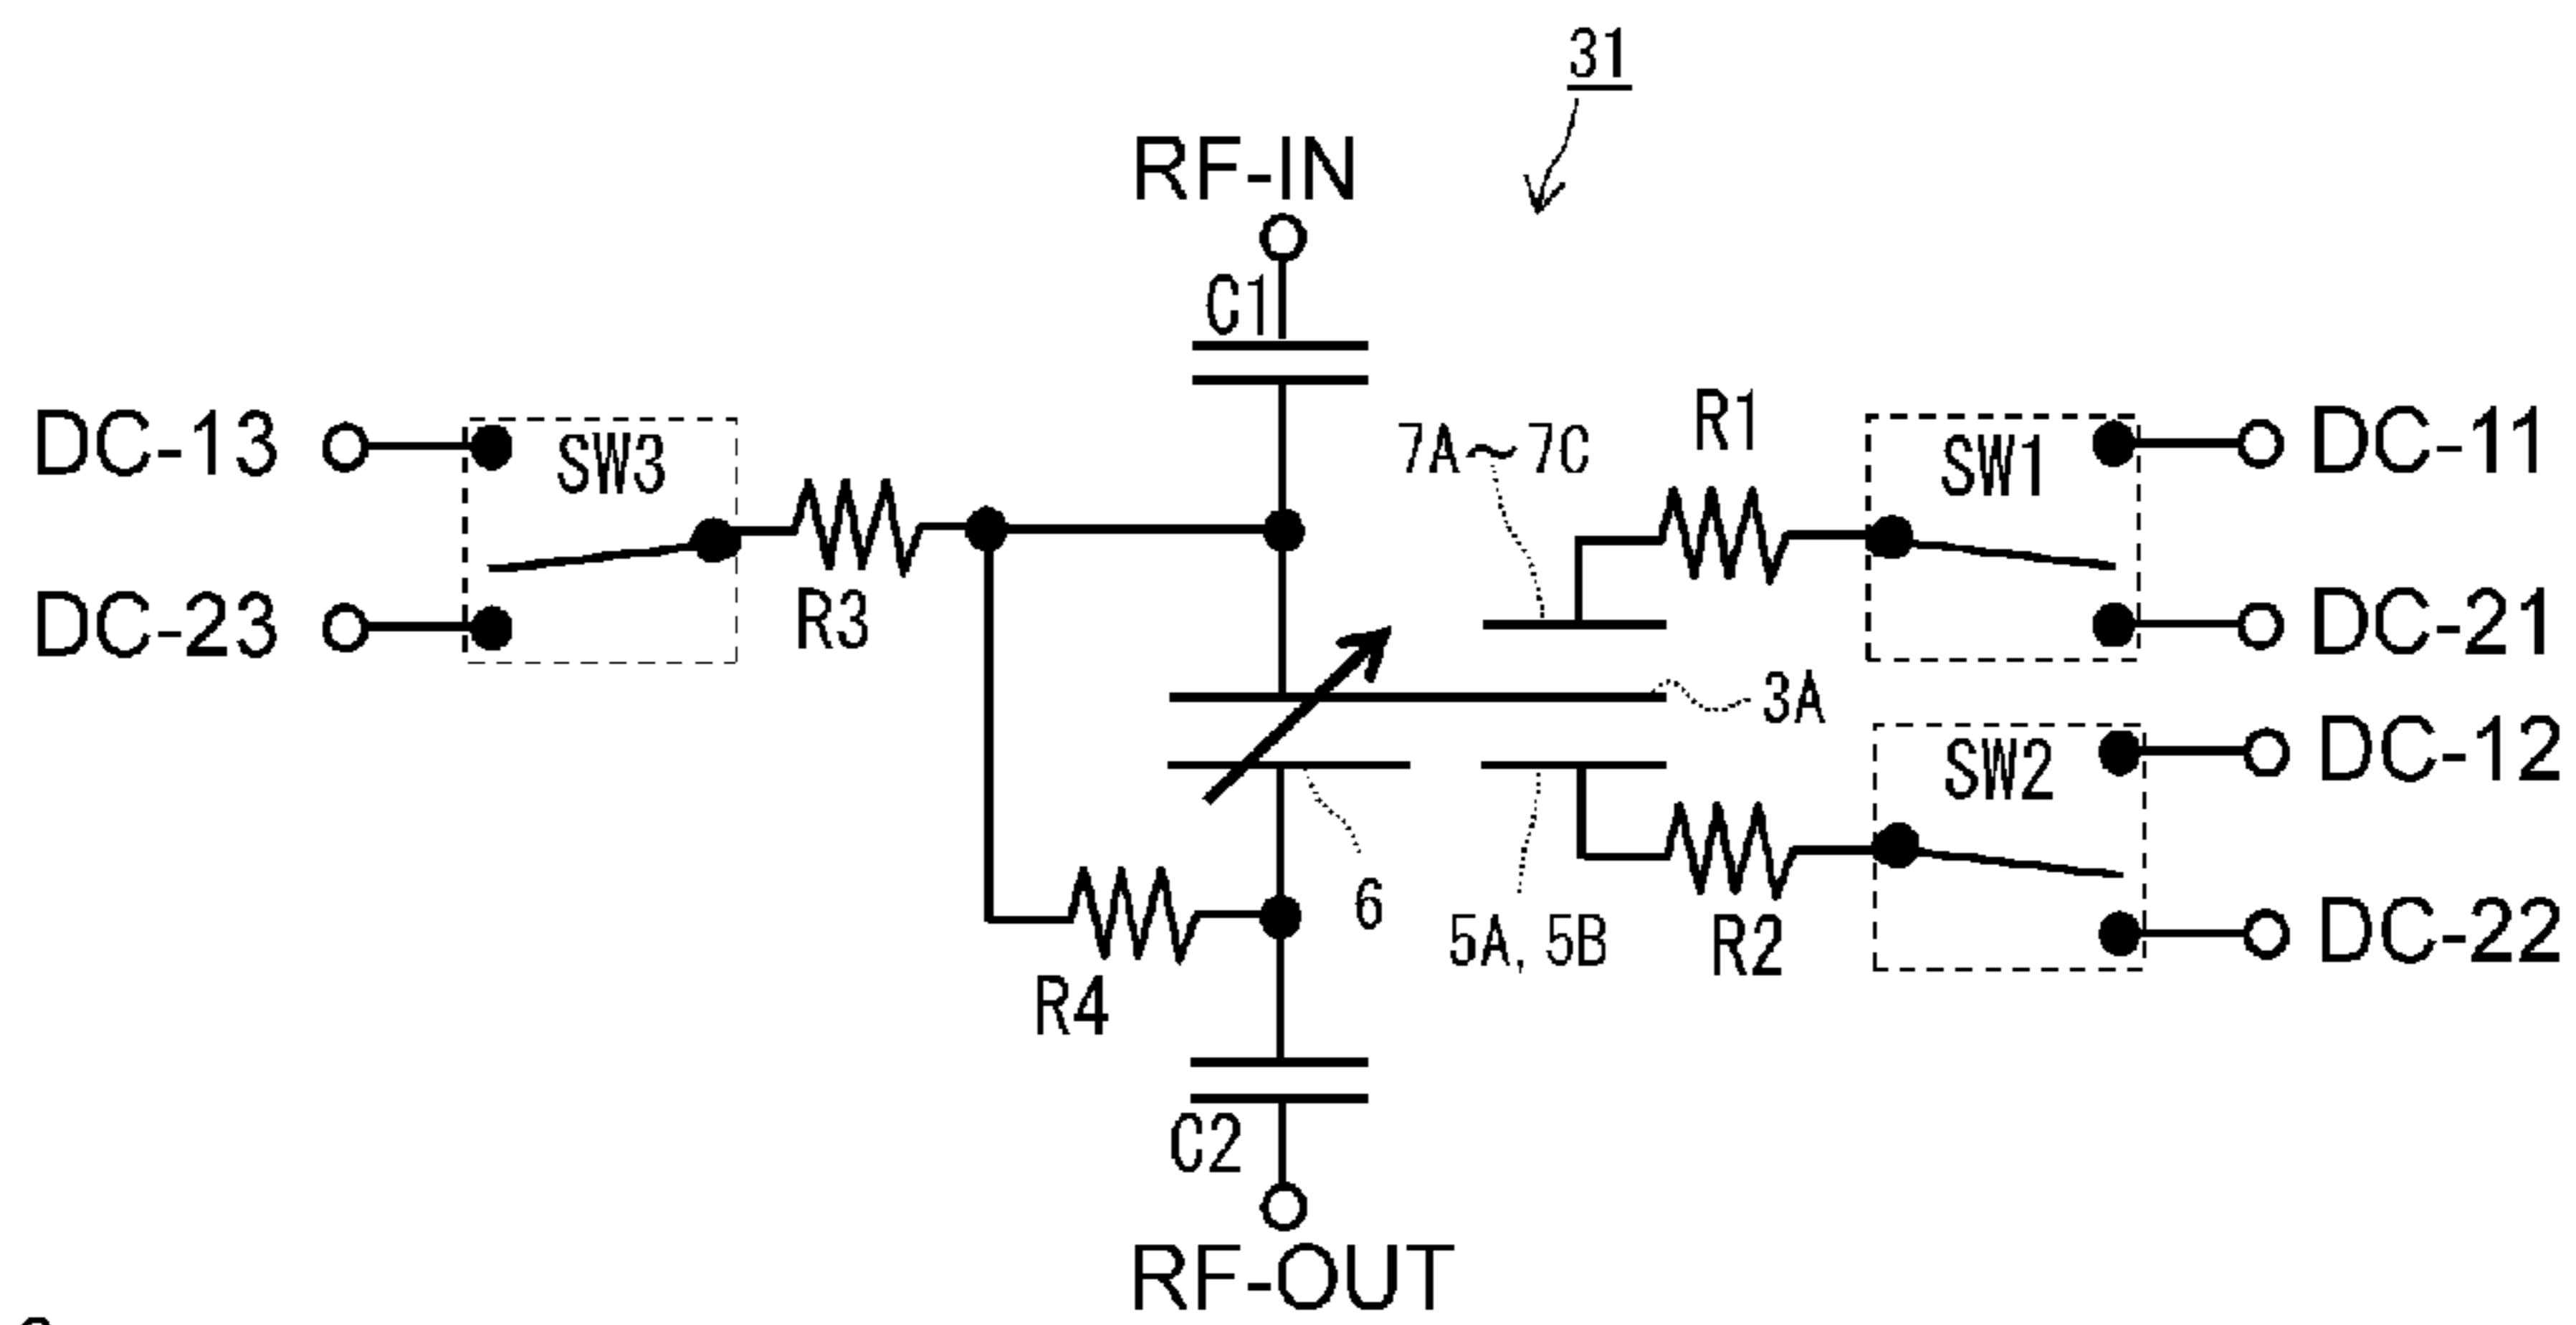 31
RF-IN
C1
DC-13
SW3
R3
DC-23
7A～7C
R1
SW1
DC-11
DC-21
3A
6
5A, 5B
R2
SW2
DC-12
DC-22
R4
C2
RF-OUT